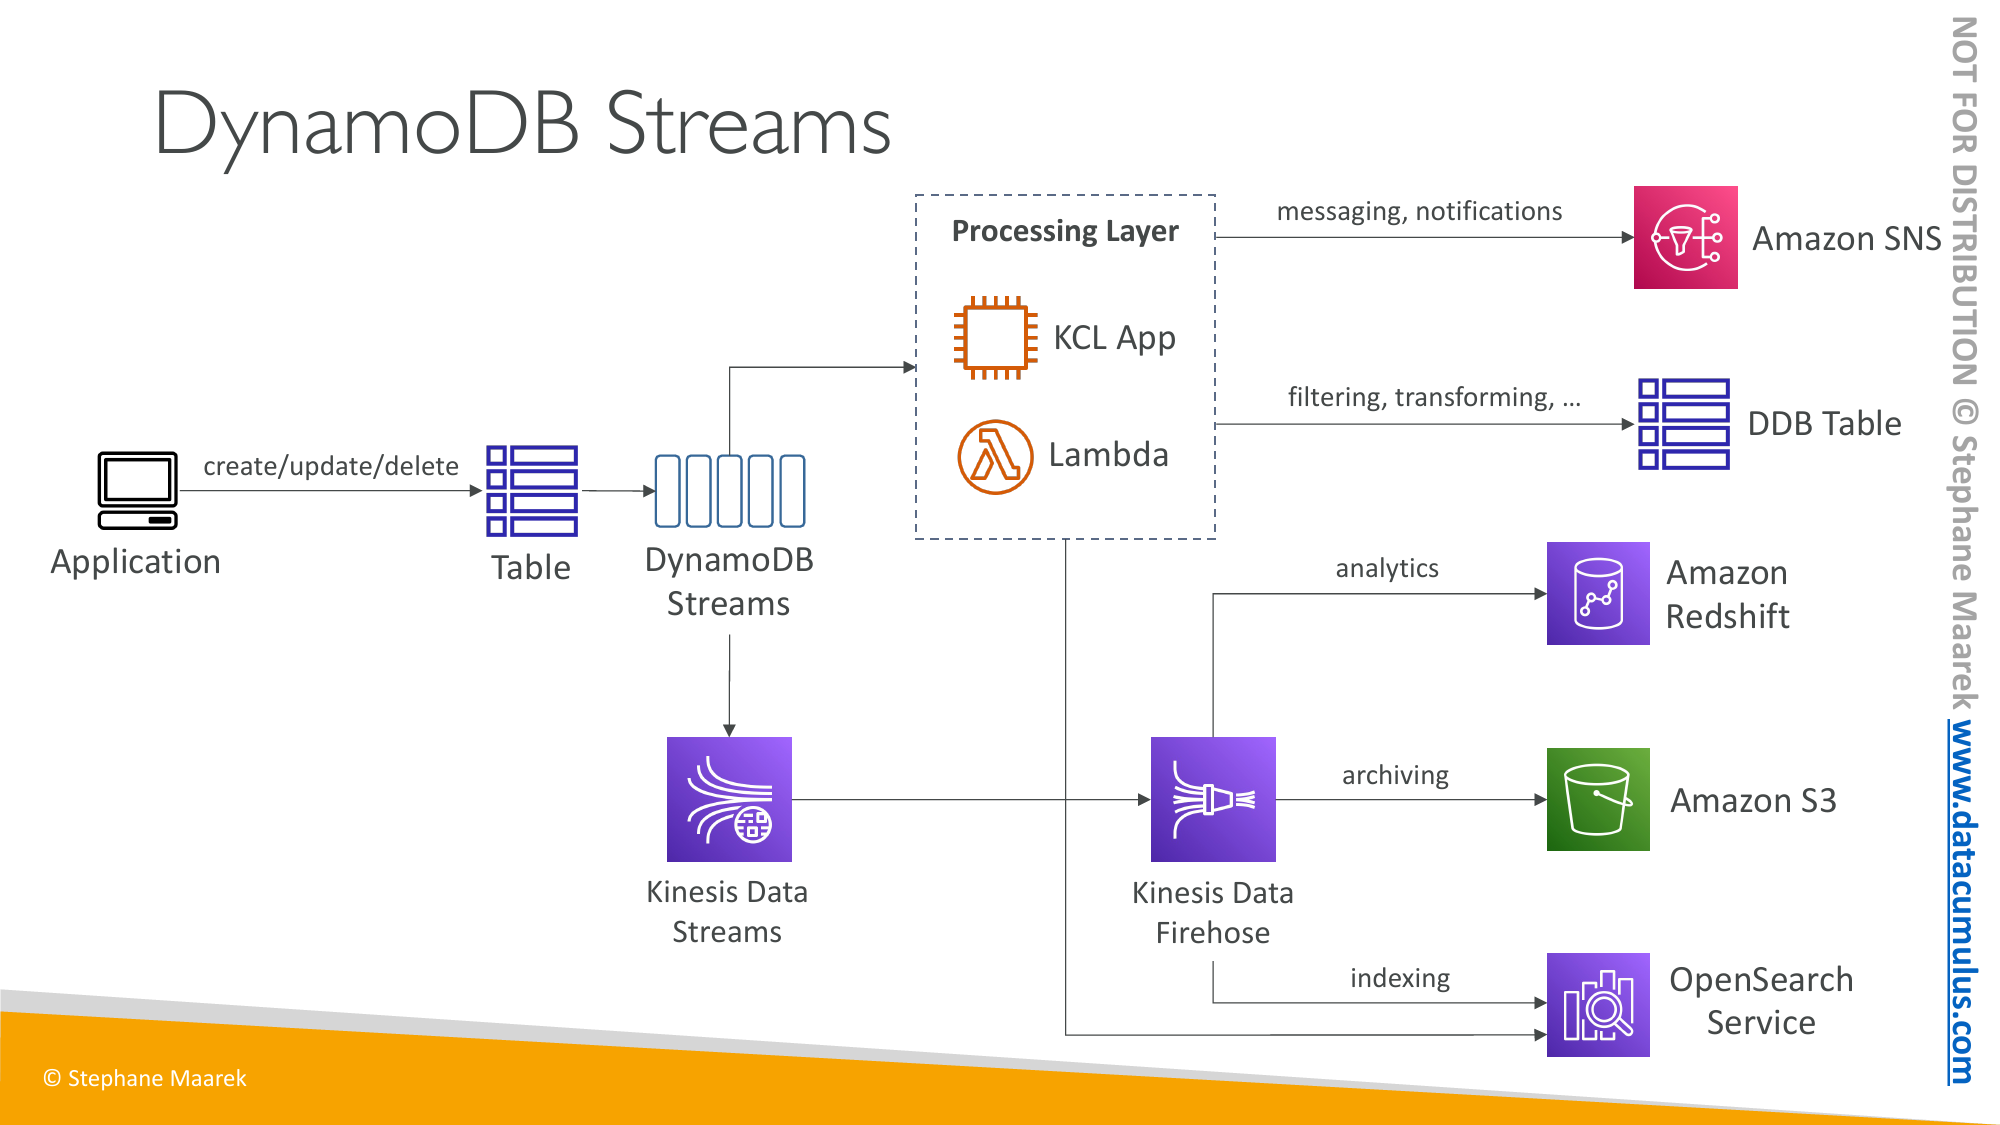 DynamoDB Streams
Processing Layer
KCL App
Lambda
messaging, notifications
Amazon SNS
filtering, transforming, ...
DDB Table
create/update/delete
Application
Table
DynamoDB
Streams
analytics
Amazon
Redshift
archiving
Amazon S3
Kinesis Data
Streams
Kinesis Data
Firehose
indexing
OpenSearch
Service
© Stephane Maarek
NOT FOR DISTRIBUTION © Stephane Maarek www.datacumulus.com